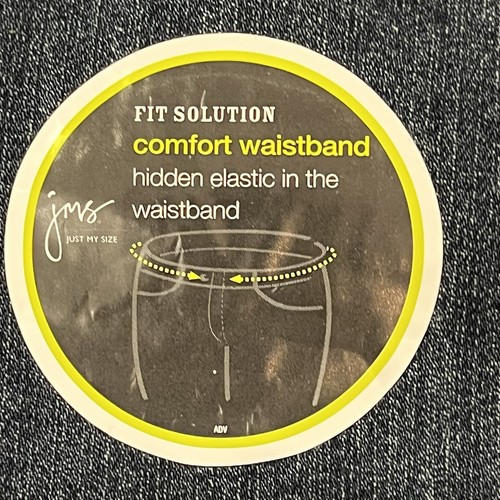 FIT SOLUTION
comfort waistband
hidden elastic in the
waistband
jms
JUST MY SIZE
ADV